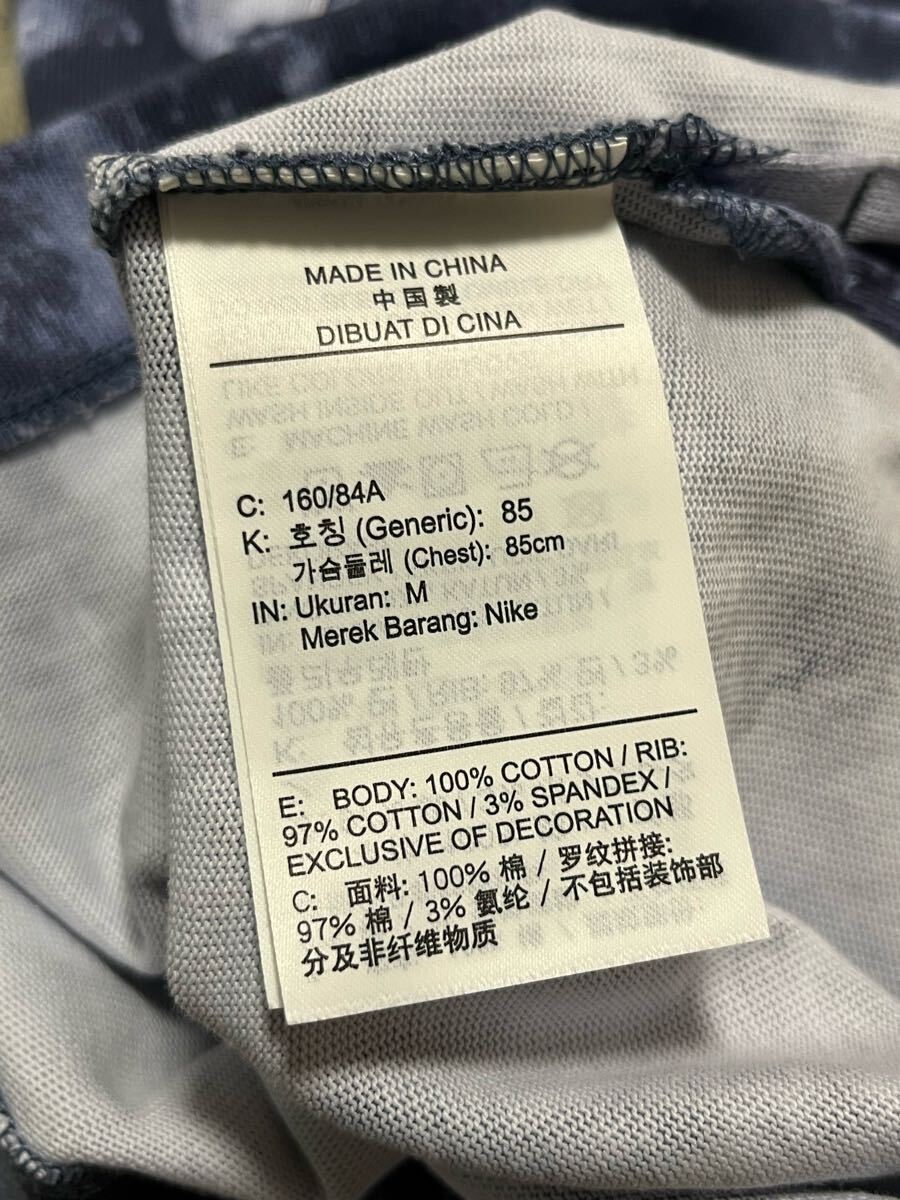 MADE IN CHINA
中国製
DIBUAT DI CINA
C: 160/84A
K: 호칭 (Generic): 85
가슴둘레 (Chest): 85cm
IN: Ukuran: M
Merek Barang: Nike
E: BODY: 100% COTTON / RIB:
97% COTTON / 3% SPANDEX /
EXCLUSIVE OF DECORATION
C: 面料: 100% 棉 / 罗纹拼接:
97% 棉 / 3% 氨纶 / 不包括装饰部
分及非纤维物质